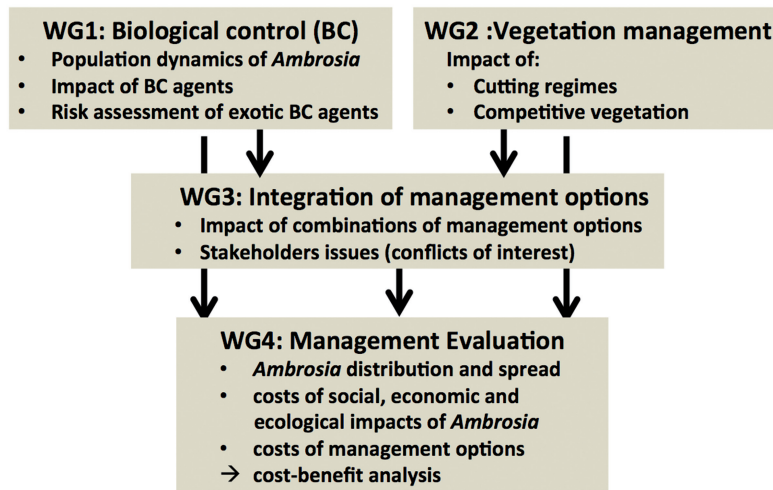 WG1: Biological control (BC)
• Population dynamics of Ambrosia
• Impact of BC agents
• Risk assessment of exotic BC agents
WG2 :Vegetation management
Impact of:
• Cutting regimes
• Competitive vegetation
WG3: Integration of management options
• Impact of combinations of management options
• Stakeholders issues (conflicts of interest)
WG4: Management Evaluation
• Ambrosia distribution and spread
• costs of social, economic and
ecological impacts of Ambrosia
• costs of management options
→ cost-benefit analysis